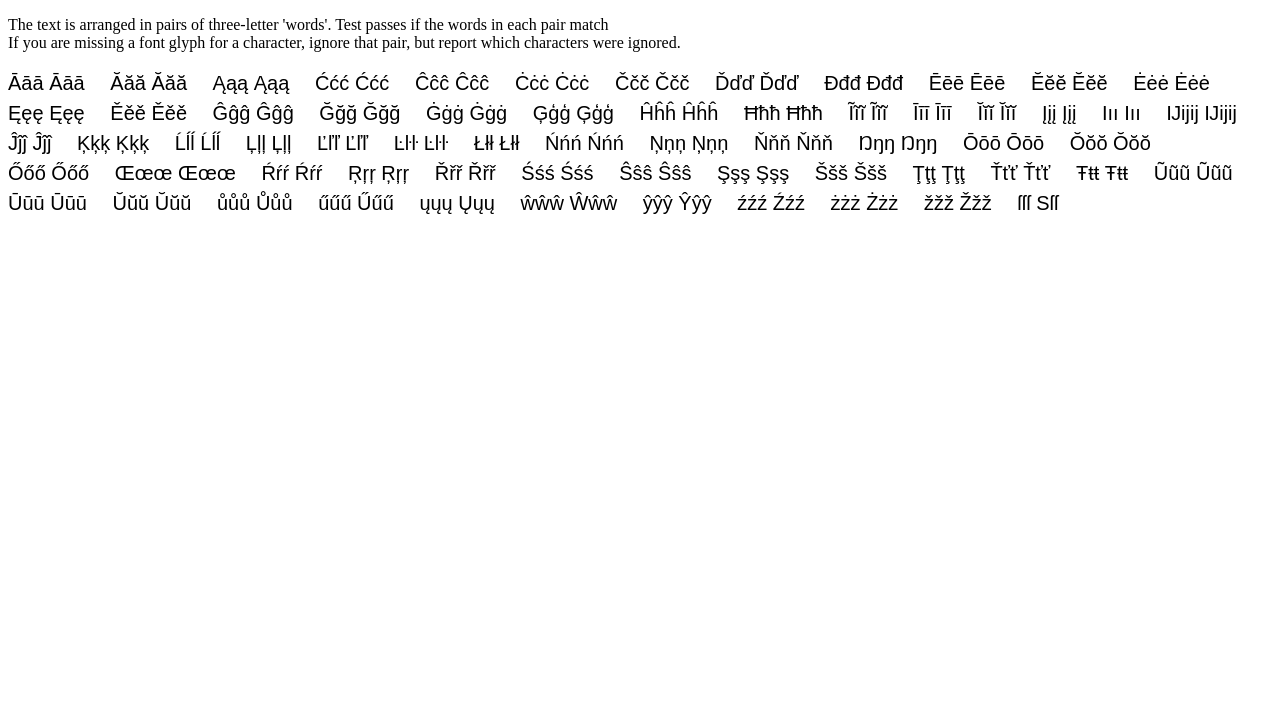 The text is arranged in pairs of three-letter 'words'. Test passes if the words in each pair match
If you are missing a font glyph for a character, ignore that pair, but report which characters were ignored.
Āāā Āāā Ăăă Ăăă Ąąą Ąąą Ććć Ććć Ĉĉĉ Ĉĉĉ Ċċċ Ċċċ Ččč Ččč Ďďď Ďďď Đđđ Đđđ Ēēē Ēēē Ĕĕĕ Ĕĕĕ Ėėė Ėėė
Ęęę Ęęę Ěěě Ěěě Ĝĝĝ Ĝĝĝ Ğğğ Ğğğ Ġġġ Ġġġ Ģģģ Ģģģ Ĥĥĥ Ĥĥĥ Ħħħ Ħħħ Ĩĩĩ Ĩĩĩ Īīī Īīī Ĭĭĭ Ĭĭĭ Įįį Įįį Iıı Iıı Ĳĳĳ Ĳĳĳ
Ĵĵĵ Ĵĵĵ Ķķķ Ķķķ Ĺĺĺ Ĺĺĺ Ļļļ Ļļļ Ľľľ Ľľľ Ŀŀŀ Ŀŀŀ Łłł Łłł Ńńń Ńńń Ņņņ Ņņņ Ňňň Ňňň Ŋŋŋ Ŋŋŋ Ōōō Ōōō Ŏŏŏ Ŏŏŏ
Őőő Őőő Œœœ Œœœ Ŕŕŕ Ŕŕŕ Ŗŗŗ Ŗŗŗ Řřř Řřř Śśś Śśś Ŝŝŝ Ŝŝŝ Şşş Şşş Ššš Ššš Ţţţ Ţţţ Ťťť Ťťť Ŧŧŧ Ŧŧŧ Ũũũ Ũũũ
Ūūū Ūūū Ŭŭŭ Ŭŭŭ ůůů Ůůů űűű Űűű ųųų Ųųų ŵŵŵ Ŵŵŵ ŷŷŷ Ŷŷŷ źźź Źźź żżż Żżż žžž Žžž ſſſ Sſſ